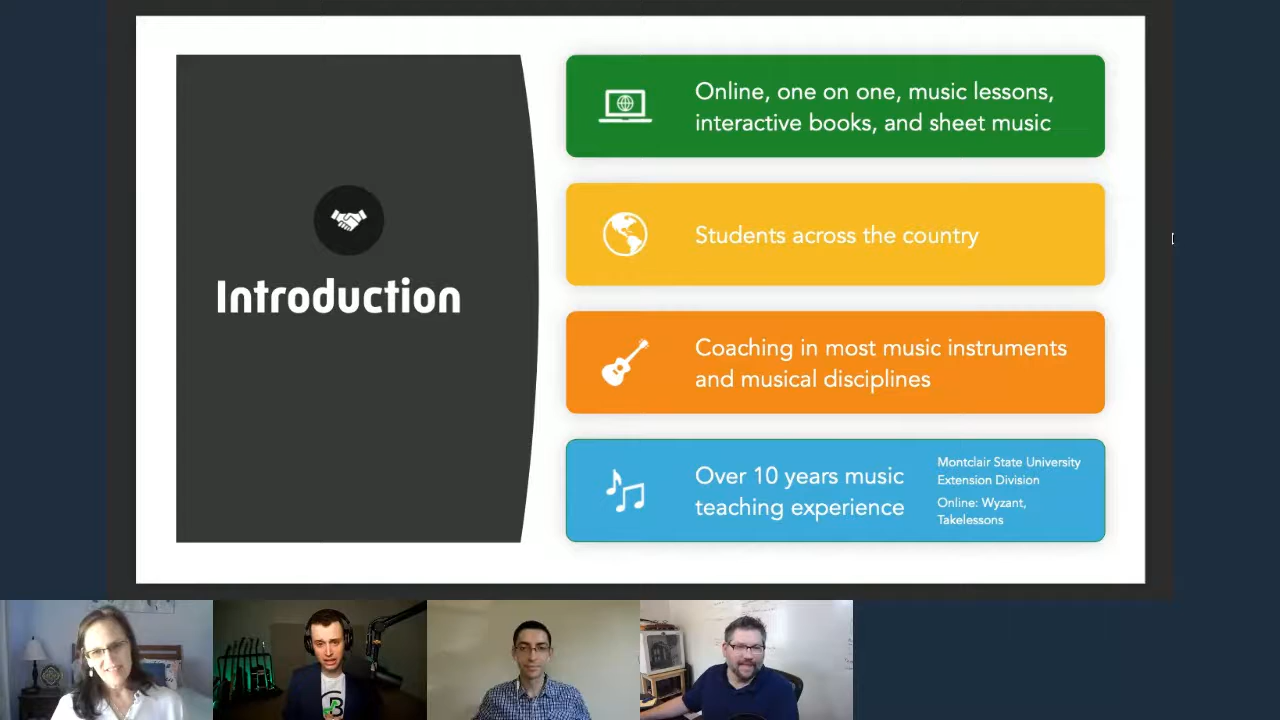 Introduction
Online, one on one, music lessons,
interactive books, and sheet music
Students across the country
Coaching in most music instruments
and musical disciplines
Over 10 years music
teaching experience
Montclair State University
Extension Division
Online: Wyzant,
Takelessons